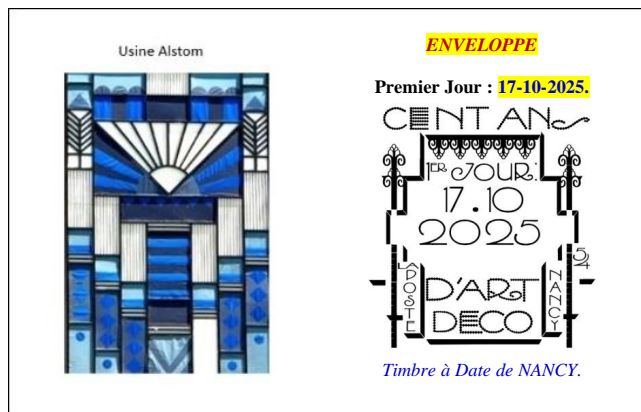 Usine Alstom
ENVELOPPE
Premier Jour : 17-10-2025.
CENT ANS
1ER JOUR:
17.10
2025
LA POSTE
D'ART
DECO
NANCY
54
Timbre à Date de NANCY.